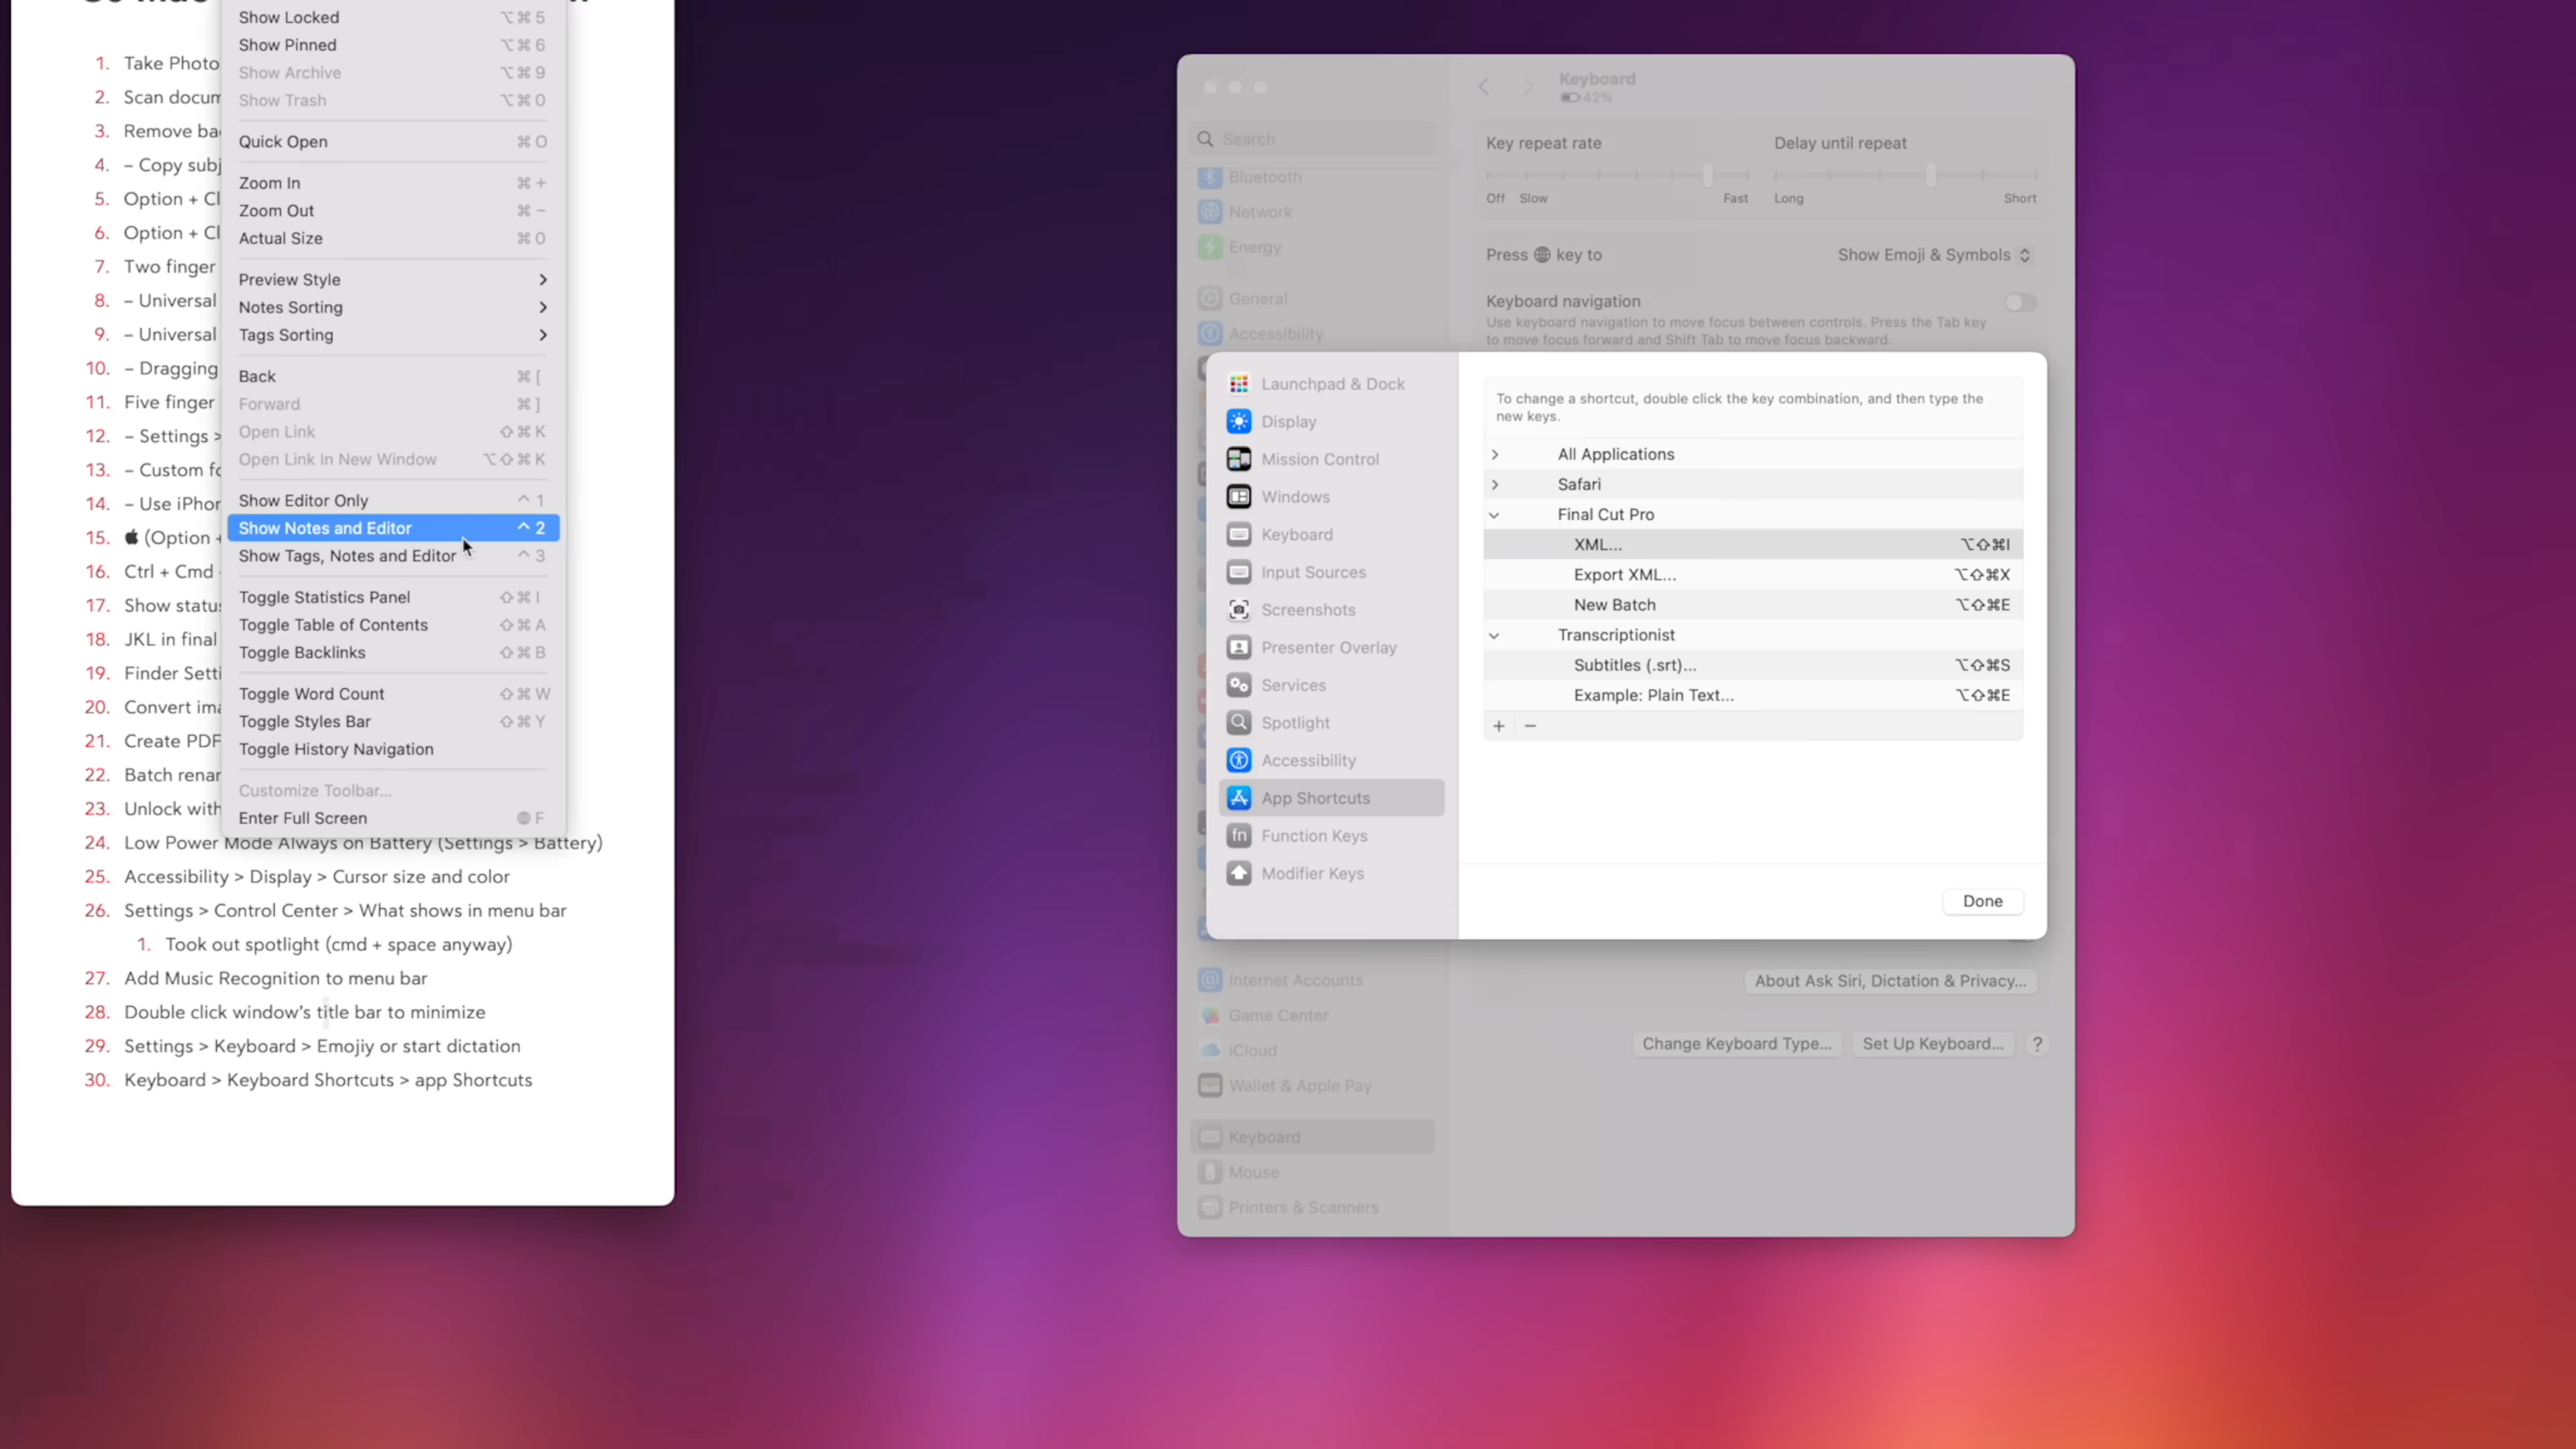 1. Take Photo
2. Scan docum
3. Remove ba
4. – Copy subj
5. Option + Cl
6. Option + Cl
7. Two finger
8. – Universal
9. – Universal
10. – Dragging
11. Five finger
12. – Settings >
13. – Custom fo
14. – Use iPhon
15.  (Option +
16. Ctrl + Cmd
17. Show status
18. JKL in final
19. Finder Setti
20. Convert ima
21. Create PDF
22. Batch renam
23. Unlock with
24. Low Power Mode Always on Battery (Settings > Battery)
25. Accessibility > Display > Cursor size and color
26. Settings > Control Center > What shows in menu bar
1. Took out spotlight (cmd + space anyway)
27. Add Music Recognition to menu bar
28. Double click window's title bar to minimize
29. Settings > Keyboard > Emojiy or start dictation
30. Keyboard > Keyboard Shortcuts > app Shortcuts
Show Locked ⌥⌘5
Show Pinned ⌥⌘6
Show Archive ⌥⌘9
Show Trash ⌥⌘0
Quick Open ⌘O
Zoom In ⌘+
Zoom Out ⌘−
Actual Size ⌘0
Preview Style
Notes Sorting
Tags Sorting
Back ⌘[
Forward ⌘]
Open Link ⇧⌘K
Open Link In New Window ⌥⇧⌘K
Show Editor Only ^1
Show Notes and Editor ^2
Show Tags, Notes and Editor ^3
Toggle Statistics Panel ⇧⌘I
Toggle Table of Contents ⇧⌘A
Toggle Backlinks ⇧⌘B
Toggle Word Count ⇧⌘W
Toggle Styles Bar ⇧⌘Y
Toggle History Navigation
Customize Toolbar...
Enter Full Screen F
Search
Bluetooth
Network
Energy
General
Accessibility
Internet Accounts
Game Center
iCloud
Wallet & Apple Pay
Keyboard
Mouse
Printers & Scanners
Keyboard
42%
Key repeat rate
Off Slow Fast
Delay until repeat
Long Short
Press key to Show Emoji & Symbols
Keyboard navigation
Use keyboard navigation to move focus between controls. Press the Tab key
to move focus forward and Shift Tab to move focus backward.
Launchpad & Dock
Display
Mission Control
Windows
Keyboard
Input Sources
Screenshots
Presenter Overlay
Services
Spotlight
Accessibility
App Shortcuts
fn Function Keys
Modifier Keys
To change a shortcut, double click the key combination, and then type the
new keys.
All Applications
Safari
Final Cut Pro
XML... ⌥⇧⌘I
Export XML... ⌥⇧⌘X
New Batch ⌥⇧⌘E
Transcriptionist
Subtitles (.srt)... ⌥⇧⌘S
Example: Plain Text... ⌥⇧⌘E
+ −
Done
About Ask Siri, Dictation & Privacy...
Change Keyboard Type... Set Up Keyboard... ?